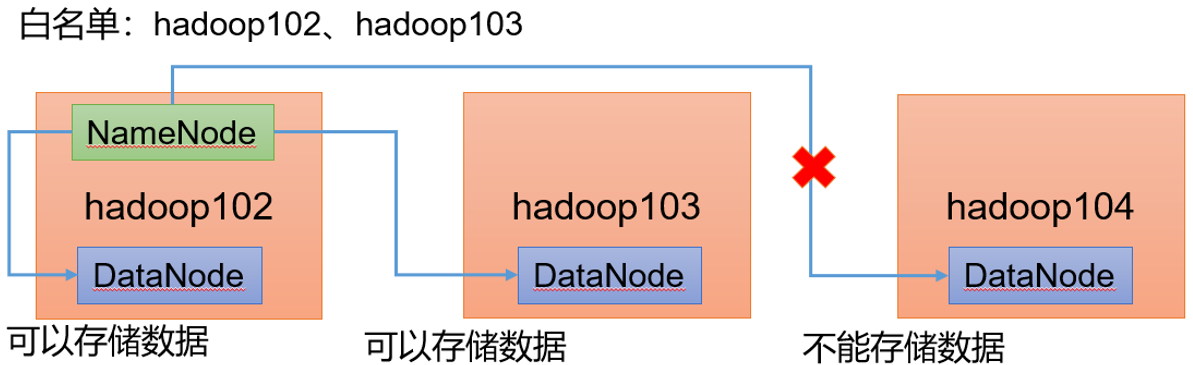 白名单：hadoop102、hadoop103
NameNode
hadoop102
DataNode
可以存储数据
hadoop103
DataNode
可以存储数据
hadoop104
DataNode
不能存储数据